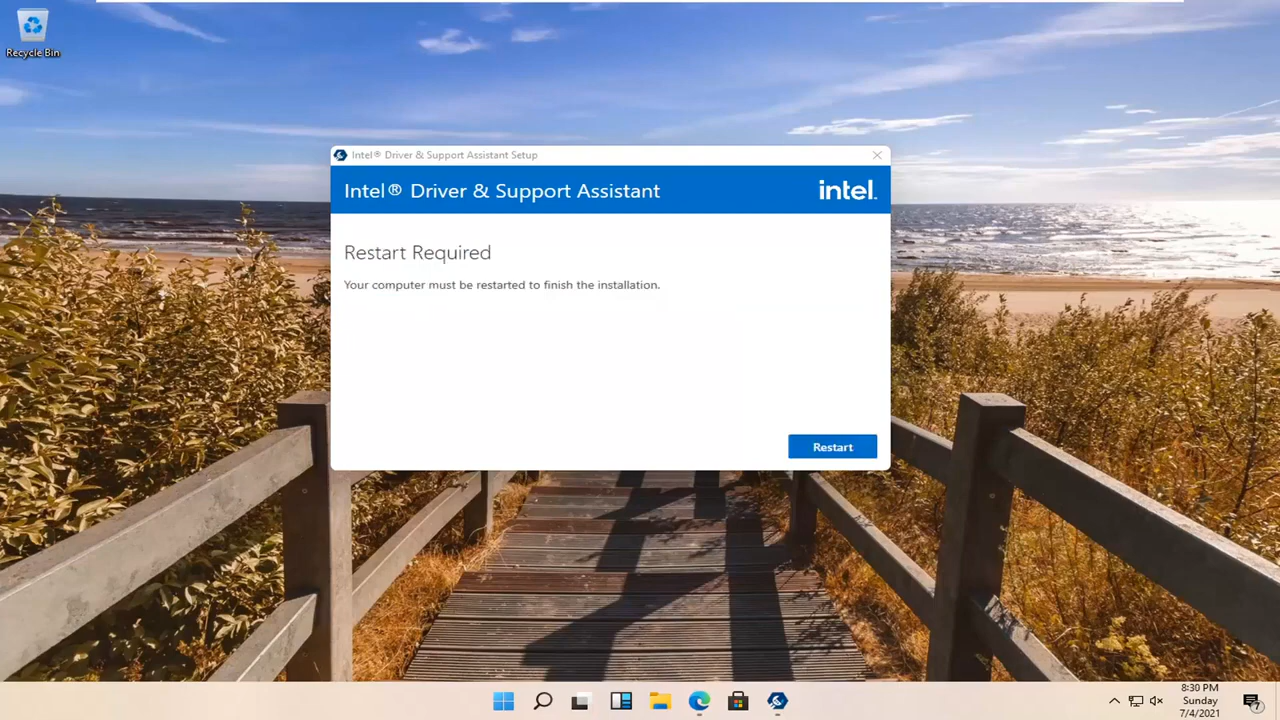 Recycle Bin
Intel® Driver & Support Assistant Setup
Intel® Driver & Support Assistant
intel.
Restart Required
Your computer must be restarted to finish the installation.
Restart
8:30 PM
Sunday
7/4/2021
7